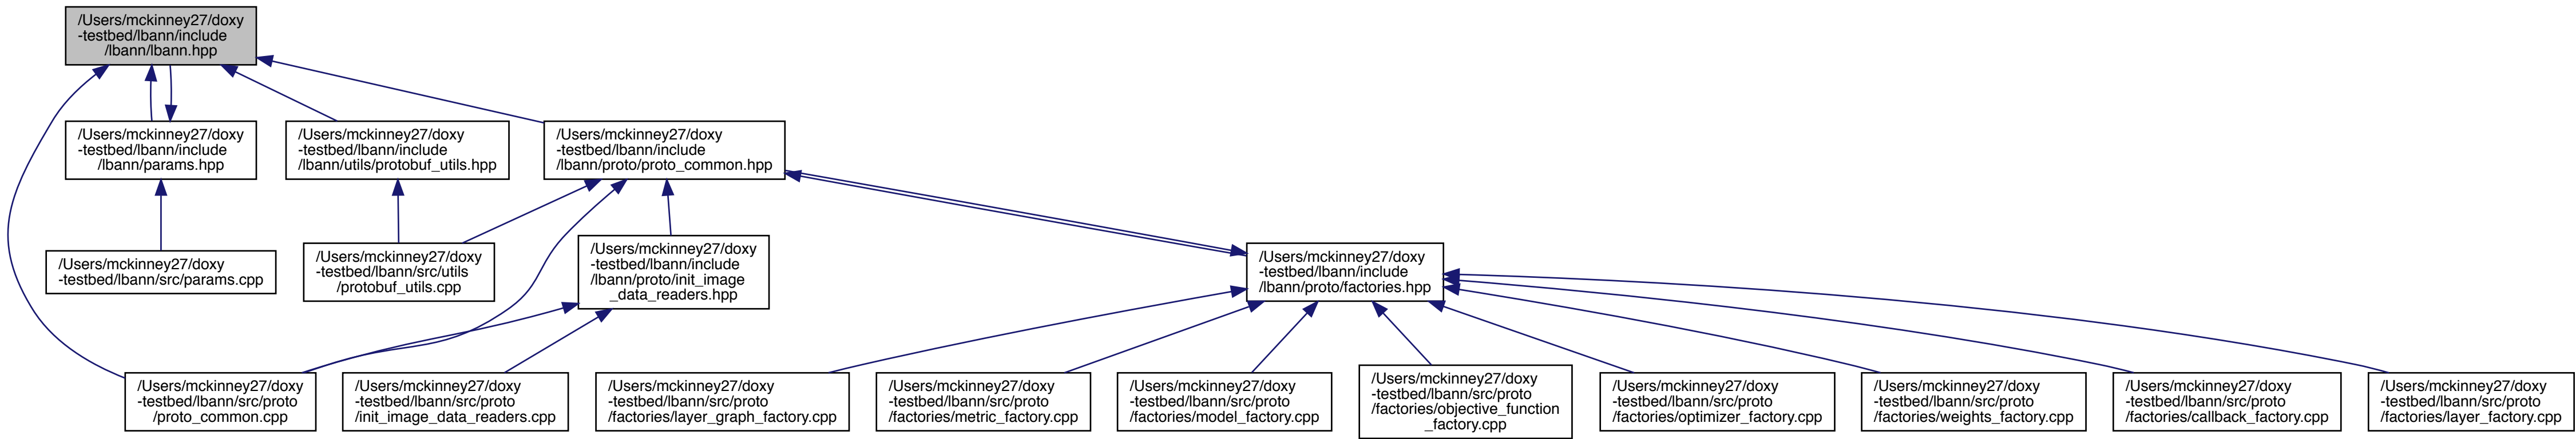 /Users/mckinney27/doxy
-testbed/lbann/include
/lbann/lbann.hpp
/Users/mckinney27/doxy
-testbed/lbann/include
/lbann/params.hpp
/Users/mckinney27/doxy
-testbed/lbann/include
/lbann/utils/protobuf_utils.hpp
/Users/mckinney27/doxy
-testbed/lbann/include
/lbann/proto/proto_common.hpp
/Users/mckinney27/doxy
-testbed/lbann/src/params.cpp
/Users/mckinney27/doxy
-testbed/lbann/src/utils
/protobuf_utils.cpp
/Users/mckinney27/doxy
-testbed/lbann/include
/lbann/proto/init_image
_data_readers.hpp
/Users/mckinney27/doxy
-testbed/lbann/include
/lbann/proto/factories.hpp
/Users/mckinney27/doxy
-testbed/lbann/src/proto
/proto_common.cpp
/Users/mckinney27/doxy
-testbed/lbann/src/proto
/init_image_data_readers.cpp
/Users/mckinney27/doxy
-testbed/lbann/src/proto
/factories/layer_graph_factory.cpp
/Users/mckinney27/doxy
-testbed/lbann/src/proto
/factories/metric_factory.cpp
/Users/mckinney27/doxy
-testbed/lbann/src/proto
/factories/model_factory.cpp
/Users/mckinney27/doxy
-testbed/lbann/src/proto
/factories/objective_function
_factory.cpp
/Users/mckinney27/doxy
-testbed/lbann/src/proto
/factories/optimizer_factory.cpp
/Users/mckinney27/doxy
-testbed/lbann/src/proto
/factories/weights_factory.cpp
/Users/mckinney27/doxy
-testbed/lbann/src/proto
/factories/callback_factory.cpp
/Users/mckinney27/doxy
-testbed/lbann/src/proto
/factories/layer_factory.cpp